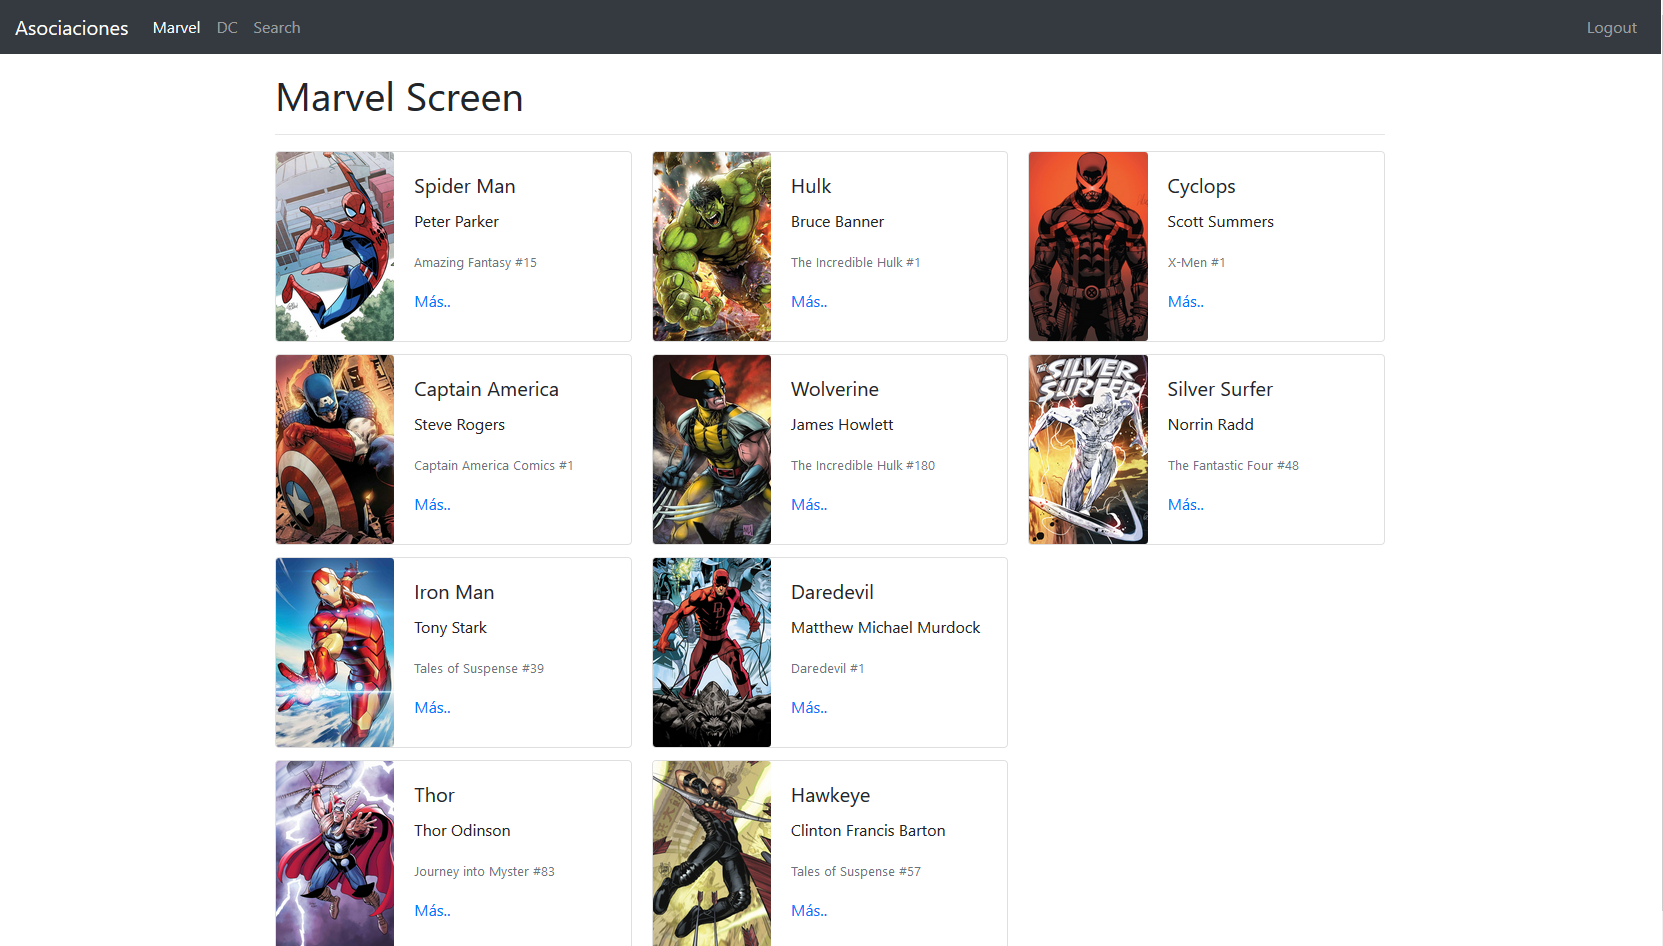 Asociaciones Marvel DC Search Logout
Marvel Screen
Spider Man
Peter Parker
Amazing Fantasy #15
Más..
Hulk
Bruce Banner
The Incredible Hulk #1
Más..
Cyclops
Scott Summers
X-Men #1
Más..
Captain America
Steve Rogers
Captain America Comics #1
Más..
Wolverine
James Howlett
The Incredible Hulk #180
Más..
THE SILVER
SURFER
Silver Surfer
Norrin Radd
The Fantastic Four #48
Más..
Iron Man
Tony Stark
Tales of Suspense #39
Más..
DD
Daredevil
Matthew Michael Murdock
Daredevil #1
Más..
Thor
Thor Odinson
Journey into Myster #83
Más..
Hawkeye
Clinton Francis Barton
Tales of Suspense #57
Más..